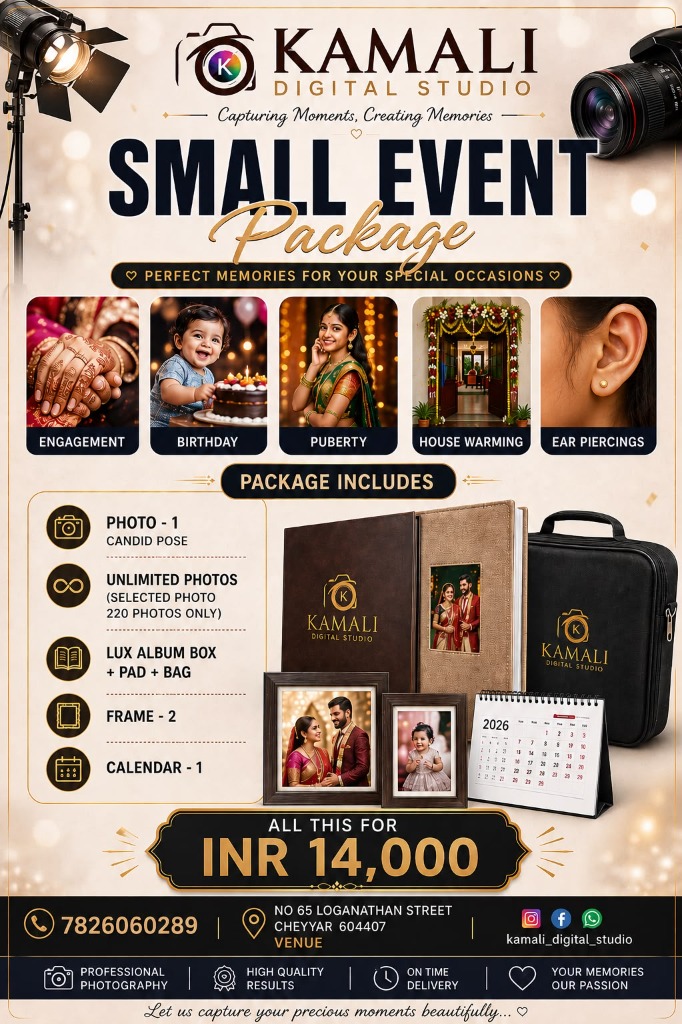 K
KAMALI
DIGITAL STUDIO
Capturing Moments, Creating Memories
SMALL EVENT
Package
PERFECT MEMORIES FOR YOUR SPECIAL OCCASIONS
ENGAGEMENT
BIRTHDAY
PUBERTY
HOUSE WARMING
EAR PIERCINGS
PACKAGE INCLUDES
PHOTO - 1
CANDID POSE
UNLIMITED PHOTOS
(SELECTED PHOTO
220 PHOTOS ONLY)
LUX ALBUM BOX
+ PAD + BAG
FRAME - 2
CALENDAR - 1
K
KAMALI
DIGITAL STUDIO
K
KAMALI
DIGITAL STUDIO
2026
ALL THIS FOR
INR 14,000
7826060289
NO 65 LOGANATHAN STREET
CHEYYAR 604407
VENUE
kamali_digital_studio
PROFESSIONAL
PHOTOGRAPHY
HIGH QUALITY
RESULTS
ON TIME
DELIVERY
YOUR MEMORIES
OUR PASSION
Let us capture your precious moments beautifully...